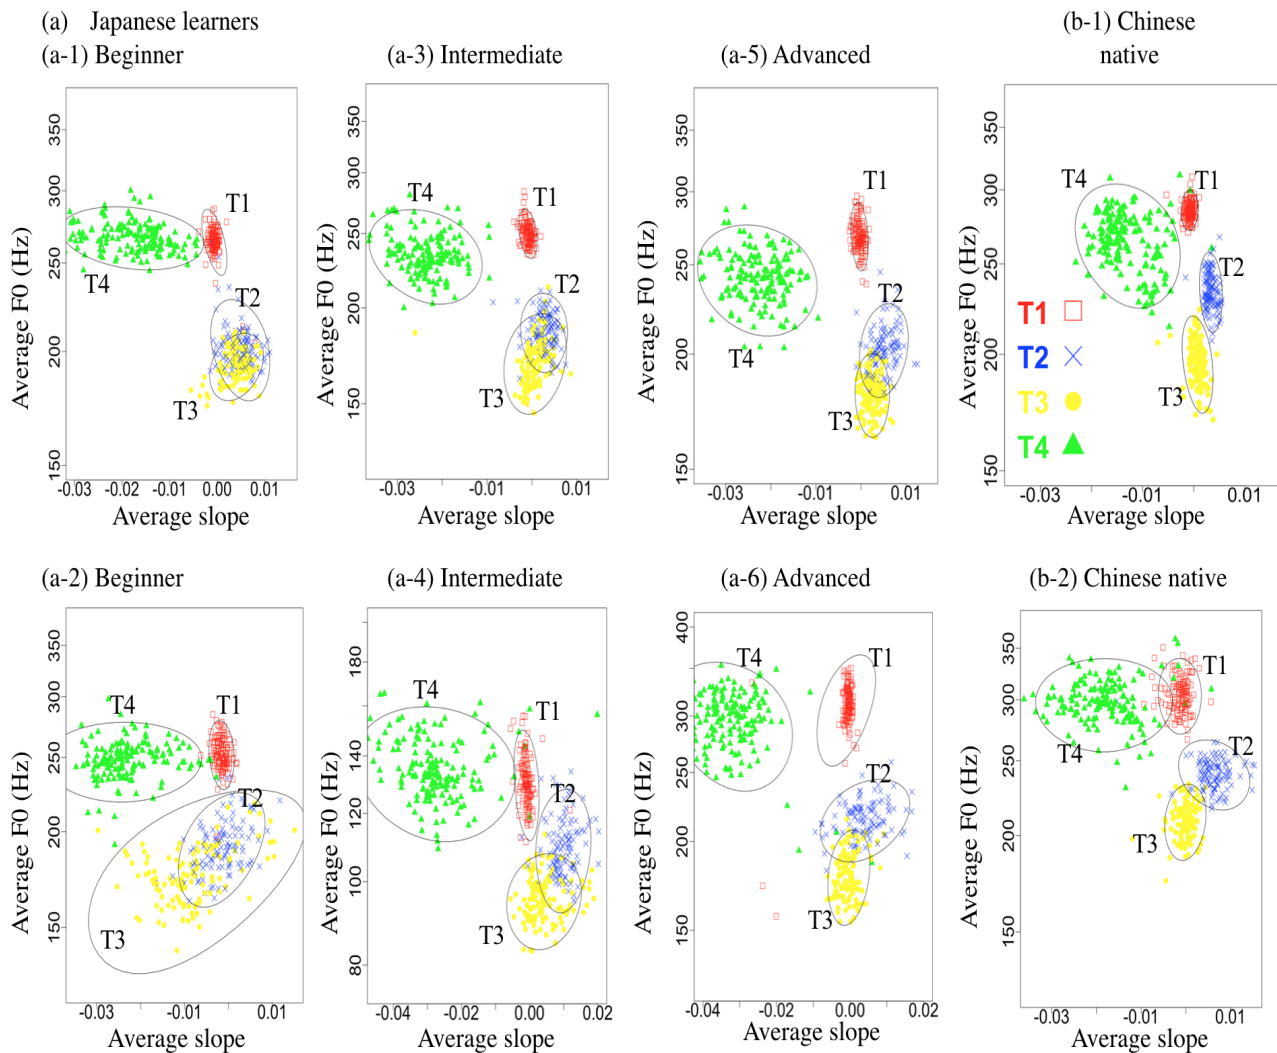 (a) Japanese learners
(a-1) Beginner
(a-3) Intermediate
(a-5) Advanced
(b-1) Chinese
native
Average F0 (Hz)
350
300
250
200
150
T4
T1
T2
T3
-0.03 -0.02 -0.01 0.00 0.01
Average slope
Average F0 (Hz)
350
300
250
200
150
T4
T1
T2
T3
-0.03 -0.01 0.01
Average slope
Average F0 (Hz)
350
300
250
200
150
T1
T2
T4
T3
-0.03 -0.01 0.01
Average slope
Average F0 (Hz)
350
300
250
200
150
T4
T1
T2
T3
T1
T2
T3
T4
-0.03 -0.01 0.01
Average slope
(a-2) Beginner
(a-4) Intermediate
(a-6) Advanced
(b-2) Chinese native
Average F0 (Hz)
350
300
250
200
150
T4
T1
T2
T3
-0.03 -0.01 0.01
Average slope
Average F0 (Hz)
180
140
120
100
80
T4
T1
T2
T3
-0.04 -0.02 0.00 0.02
Average slope
Average F0 (Hz)
400
300
250
200
150
T4
T1
T2
T3
-0.04 -0.02 0.00 0.02
Average slope
Average F0 (Hz)
350
300
250
200
150
T1
T4
T2
T3
-0.03 -0.01 0.01
Average slope